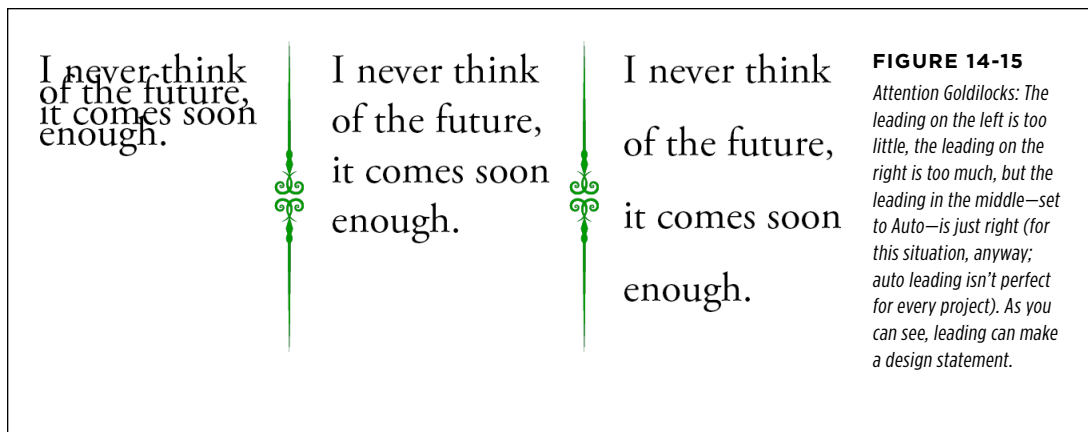 I never think
of the future,
it comes soon
enough.
I never think
of the future,
it comes soon
enough.
I never think
of the future,
it comes soon
enough.
FIGURE 14-15
Attention Goldilocks: The
leading on the left is too
little, the leading on the
right is too much, but the
leading in the middle—set
to Auto—is just right (for
this situation, anyway;
auto leading isn't perfect
for every project). As you
can see, leading can make
a design statement.